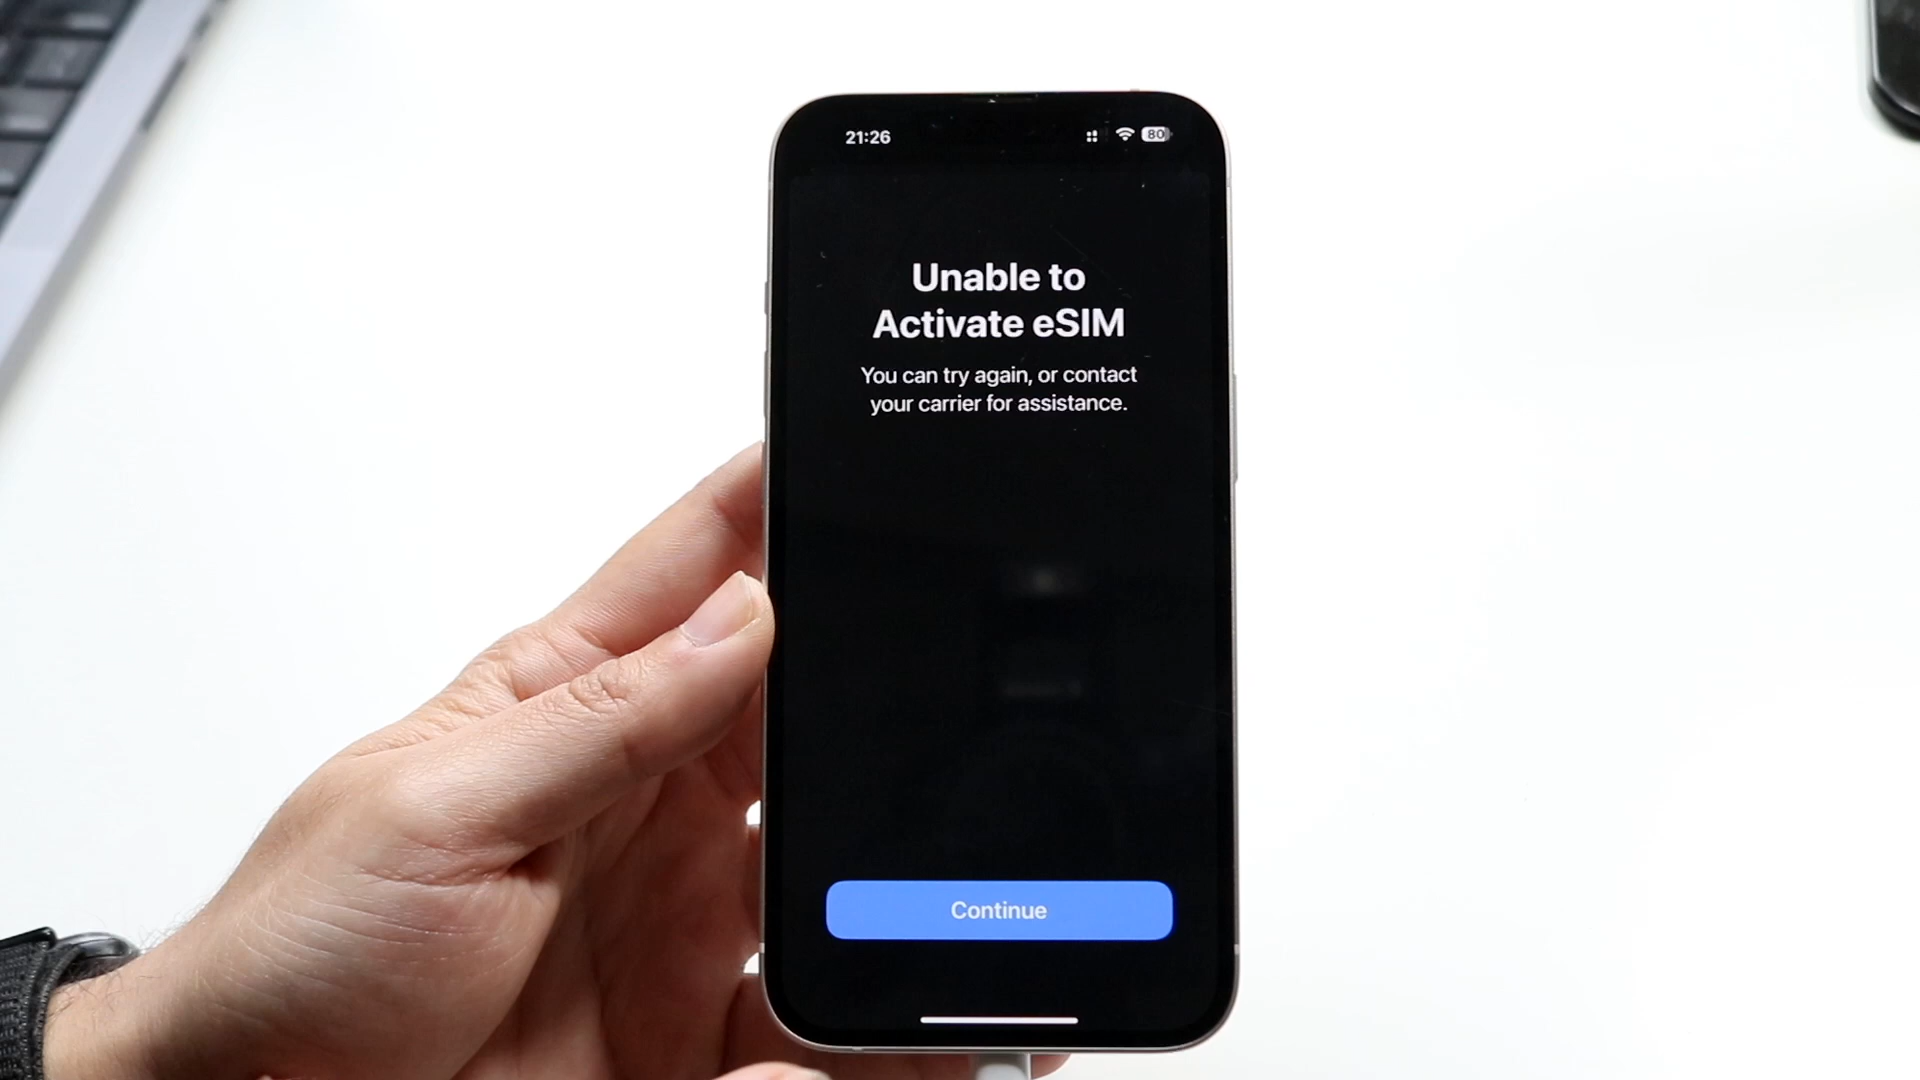 21:26
80
Unable to
Activate eSIM
You can try again, or contact
your carrier for assistance.
Continue